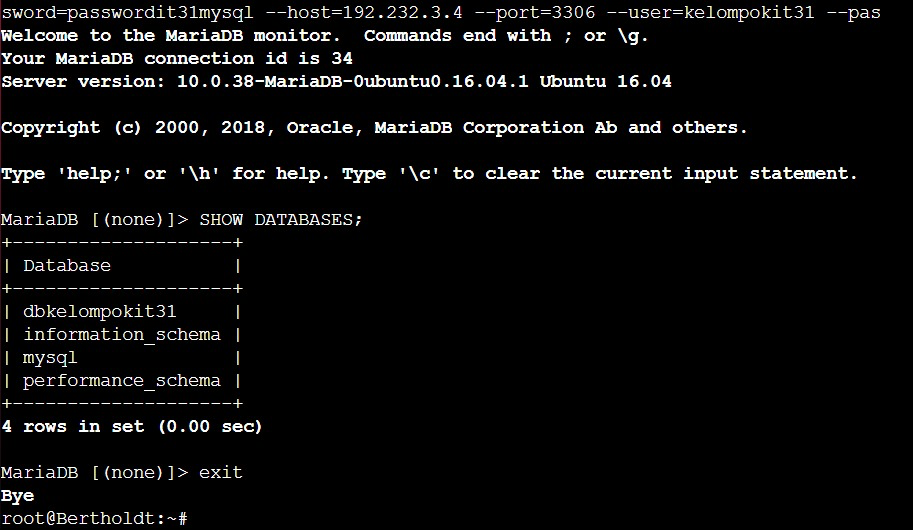 sword=passwordit31mysql --host=192.232.3.4 --port=3306 --user=kelompokit31 --pas
Welcome to the MariaDB monitor.  Commands end with ; or \g.
Your MariaDB connection id is 34
Server version: 10.0.38-MariaDB-0ubuntu0.16.04.1 Ubuntu 16.04

Copyright (c) 2000, 2018, Oracle, MariaDB Corporation Ab and others.

Type 'help;' or '\h' for help. Type '\c' to clear the current input statement.

MariaDB [(none)]> SHOW DATABASES;
+--------------------+
| Database           |
+--------------------+
| dbkelompokit31     |
| information_schema |
| mysql              |
| performance_schema |
+--------------------+
4 rows in set (0.00 sec)

MariaDB [(none)]> exit
Bye
root@Bertholdt:~#